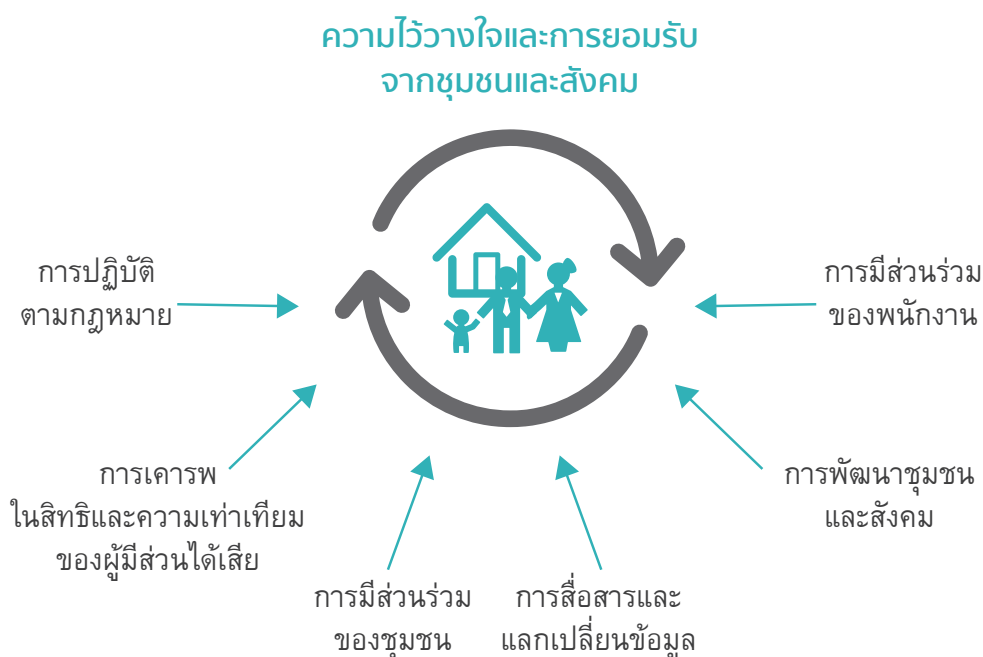 ความไว้วางใจและการยอมรับ
จากชุมชนและสังคม
การปฏิบัติ
ตามกฎหมาย
การมีส่วนร่วม
ของพนักงาน
การเคารพ
ในสิทธิและความเท่าเทียม
ของผู้มีส่วนได้เสีย
การพัฒนาชุมชน
และสังคม
การมีส่วนร่วม
ของชุมชน
การสื่อสารและ
แลกเปลี่ยนข้อมูล